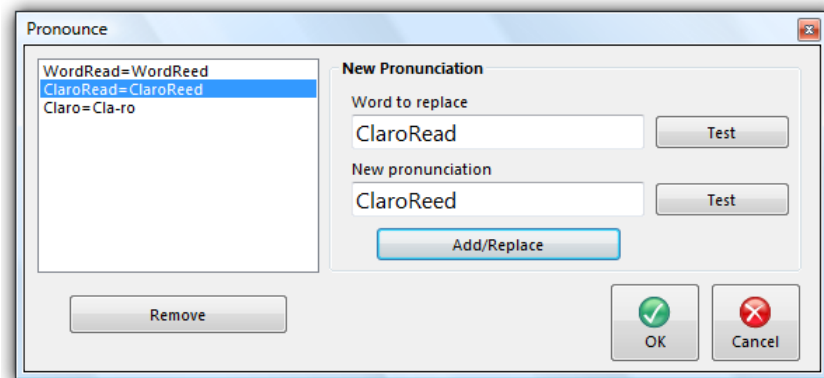 Pronounce
WordRead=WordReed
ClaroRead=ClaroReed
Claro=Cla-ro
Remove
New Pronunciation
Word to replace
ClaroRead
Test
New pronunciation
ClaroReed
Test
Add/Replace
OK
Cancel